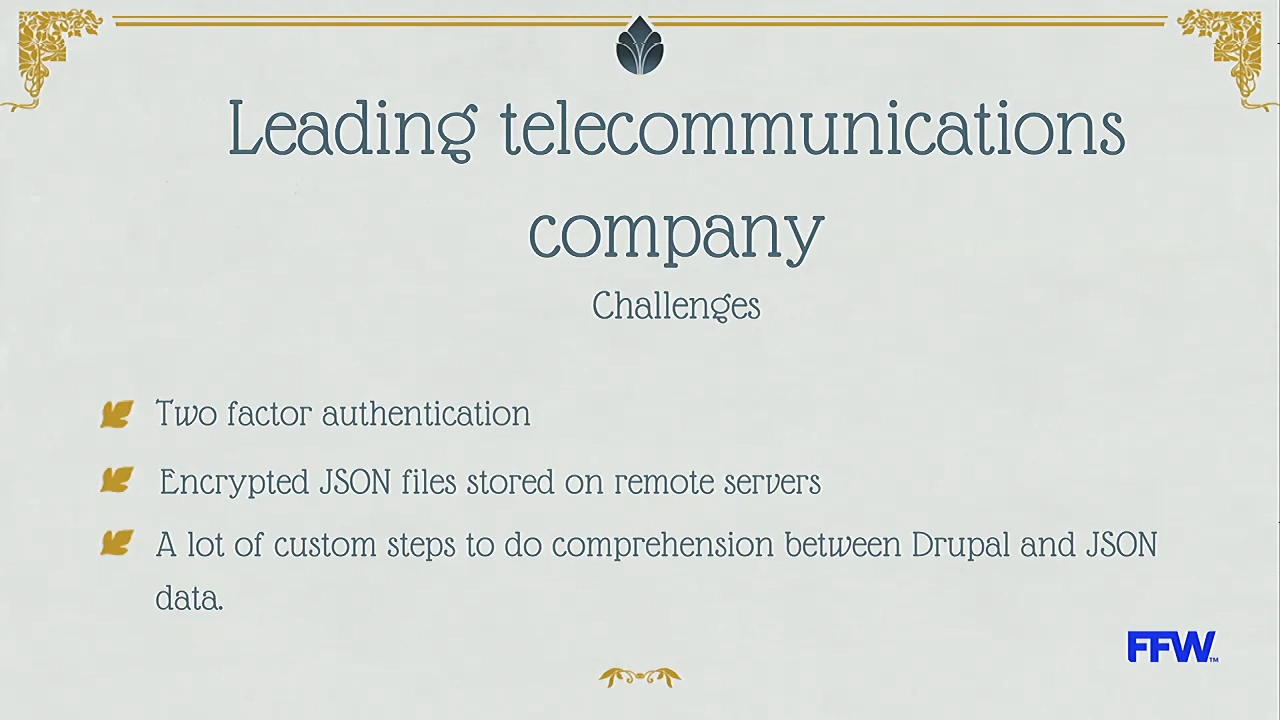 Leading telecommunications
company
Challenges
Two factor authentication
Encrypted JSON files stored on remote servers
A lot of custom steps to do comprehension between Drupal and JSON
data.
FFW™